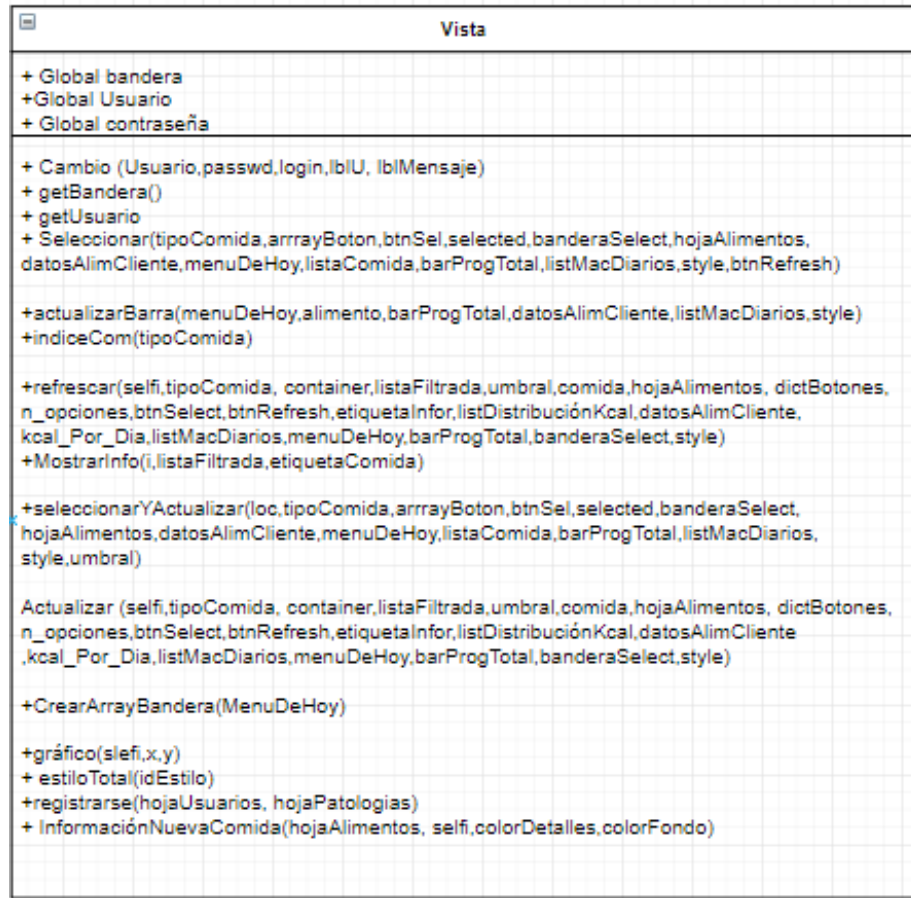 Vista
+ Global bandera
+Global Usuario
+ Global contraseña
+ Cambio (Usuario,passwd,login,lblU, lblMensaje)
+ getBandera()
+ getUsuario
+ Seleccionar(tipoComida,arrrayBoton,btnSel,selected,banderaSelect,hojaAlimentos,
datosAlimCliente,menuDeHoy,listaComida,barProgTotal,listMacDiarios,style,btnRefresh)
+actualizarBarra(menuDeHoy,alimento,barProgTotal,datosAlimCliente,listMacDiarios,style)
+indiceCom(tipoComida)
+refrescar(selfi,tipoComida, container,listaFiltrada,umbral,comida,hojaAlimentos, dictBotones,
n_opciones,btnSelect,btnRefresh,etiquetaInfor,listDistribuciónKcal,datosAlimCliente,
kcal_Por_Dia,listMacDiarios,menuDeHoy,barProgTotal,banderaSelect,style)
+MostrarInfo(i,listaFiltrada,etiquetaComida)
+seleccionarYActualizar(loc,tipoComida,arrrayBoton,btnSel,selected,banderaSelect,
hojaAlimentos,datosAlimCliente,menuDeHoy,listaComida,barProgTotal,listMacDiarios,
style,umbral)
Actualizar (selfi,tipoComida, container,listaFiltrada,umbral,comida,hojaAlimentos, dictBotones,
n_opciones,btnSelect,btnRefresh,etiquetaInfor,listDistribuciónKcal,datosAlimCliente
,kcal_Por_Dia,listMacDiarios,menuDeHoy,barProgTotal,banderaSelect,style)
+CrearArrayBandera(MenuDeHoy)
+gráfico(slefi,x,y)
+ estiloTotal(idEstilo)
+registrarse(hojaUsuarios, hojaPatologias)
+ InformaciónNuevaComida(hojaAlimentos, selfi,colorDetalles,colorFondo)